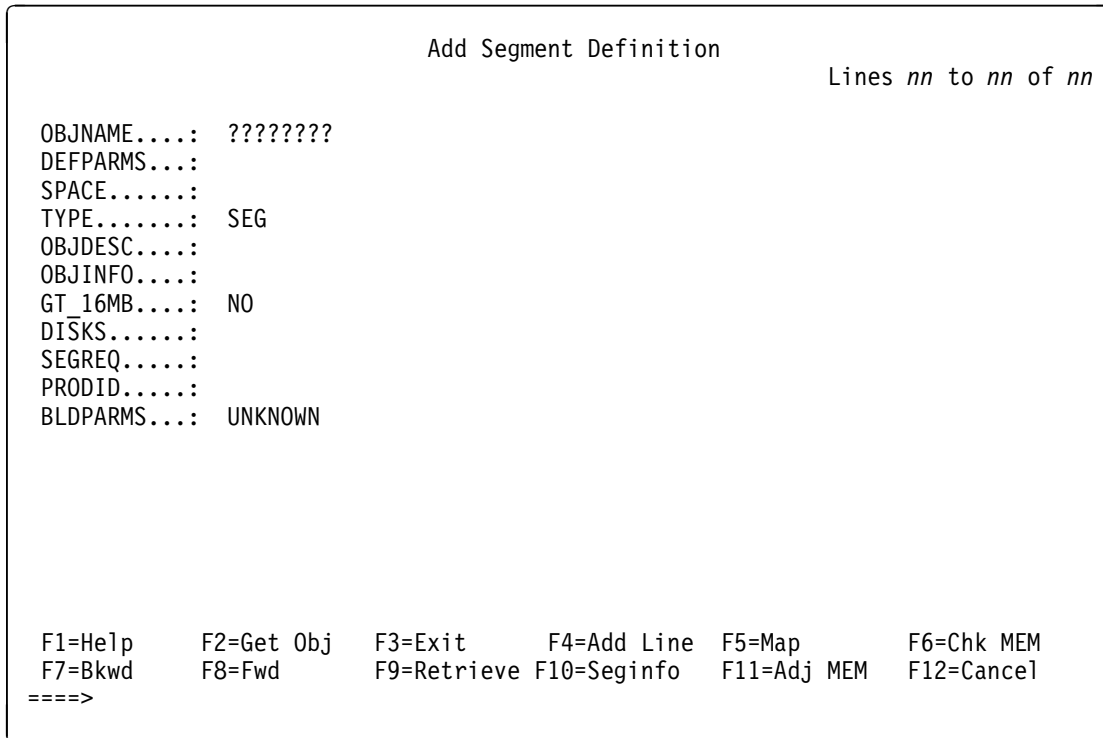 Add Segment Definition
Lines nn to nn of nn
OBJNAME....: ????????
DEFPARMS...:
SPACE......:
TYPE.......: SEG
OBJDESC....:
OBJINFO....:
GT_16MB....: NO
DISKS......:
SEGREQ.....:
PRODID.....:
BLDPARMS...: UNKNOWN
F1=Help F2=Get Obj F3=Exit F4=Add Line F5=Map F6=Chk MEM
F7=Bkwd F8=Fwd F9=Retrieve F10=Seginfo F11=Adj MEM F12=Cancel
====>